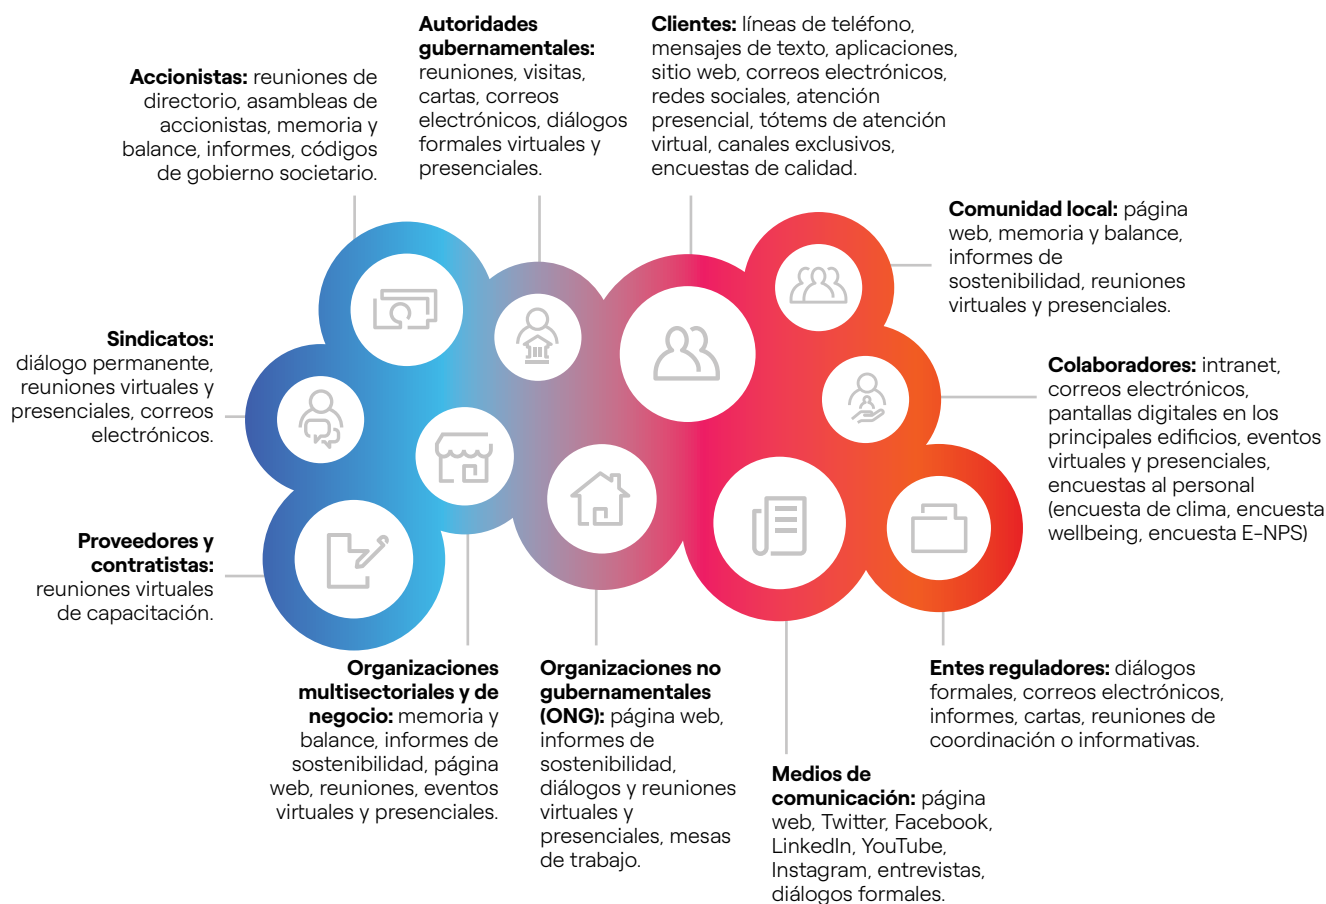 Accionistas: reuniones de
directorio, asambleas de
accionistas, memoria y
balance, informes, códigos
de gobierno societario.
Autoridades
gubernamentales:
reuniones, visitas,
cartas, correos
electrónicos, diálogos
formales virtuales y
presenciales.
Clientes: líneas de teléfono,
mensajes de texto, aplicaciones,
sitio web, correos electrónicos,
redes sociales, atención
presencial, tótems de atención
virtual, canales exclusivos,
encuestas de calidad.
Comunidad local: página
web, memoria y balance,
informes de
sostenibilidad, reuniones
virtuales y presenciales.
Sindicatos:
diálogo permanente,
reuniones virtuales y
presenciales, correos
electrónicos.
Colaboradores: intranet,
correos electrónicos,
pantallas digitales en los
principales edificios, eventos
virtuales y presenciales,
encuestas al personal
(encuesta de clima, encuesta
wellbeing, encuesta E-NPS)
Proveedores y
contratistas:
reuniones virtuales
de capacitación.
Organizaciones
multisectoriales y de
negocio: memoria y
balance, informes de
sostenibilidad, página
web, reuniones, eventos
virtuales y presenciales.
Organizaciones no
gubernamentales
(ONG): página web,
informes de
sostenibilidad,
diálogos y reuniones
virtuales y
presenciales, mesas
de trabajo.
Medios de
comunicación: página
web, Twitter, Facebook,
LinkedIn, YouTube,
Instagram, entrevistas,
diálogos formales.
Entes reguladores: diálogos
formales, correos electrónicos,
informes, cartas, reuniones de
coordinación o informativas.